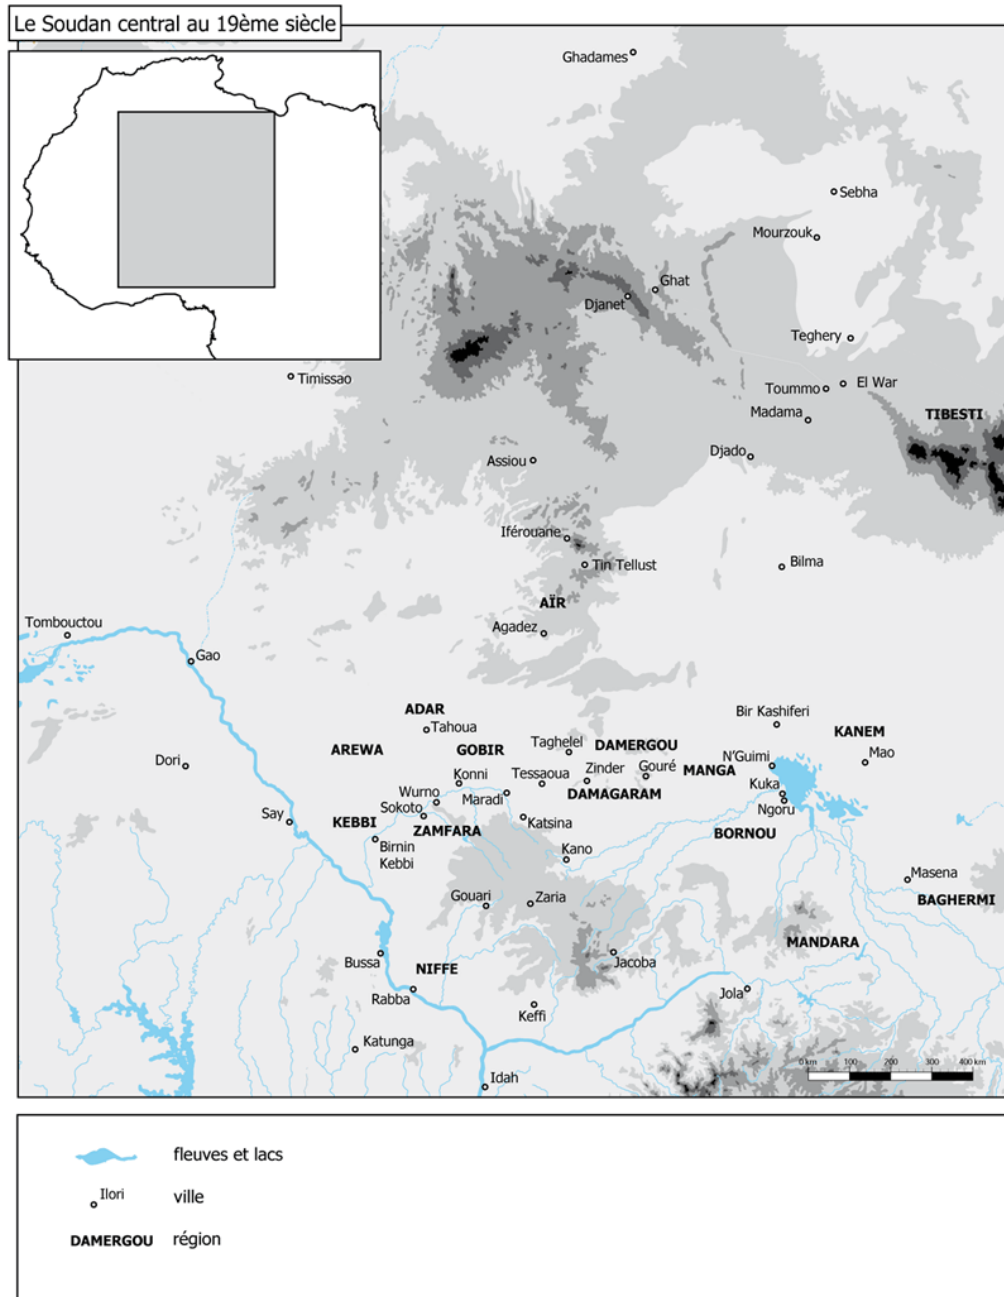 Le Soudan central au 19ème siècle
Ghadames
Sebha
Mourzouk
Ghat
Djanet
Teghery
Timissao
El War
Toummo
Madama
TIBESTI
Djado
Assiou
Iférouane
Tin Tellust
Bilma
AÏR
Tombouctou
Agadez
Gao
ADAR
Bir Kashiferi
Tahoua
KANEM
AREWA
GOBIR
Taghelel
DAMERGOU
Mao
Dori
N'Guimi
MANGA
Gouré
Konni
Tessaoua
Zinder
Kuka
Wurno
Maradi
DAMAGARAM
Ngoru
Sokoto
Say
KEBBI
ZAMFARA
Katsina
BORNOU
Birnin
Kebbi
Kano
Masena
Gouari
Zaria
BAGHERMI
MANDARA
Bussa
NIFFE
Jacoba
Rabba
Jola
Keffi
Katunga
0 km 100 200 300 400 km
Idah
fleuves et lacs
Ilori
ville
DAMERGOU
région